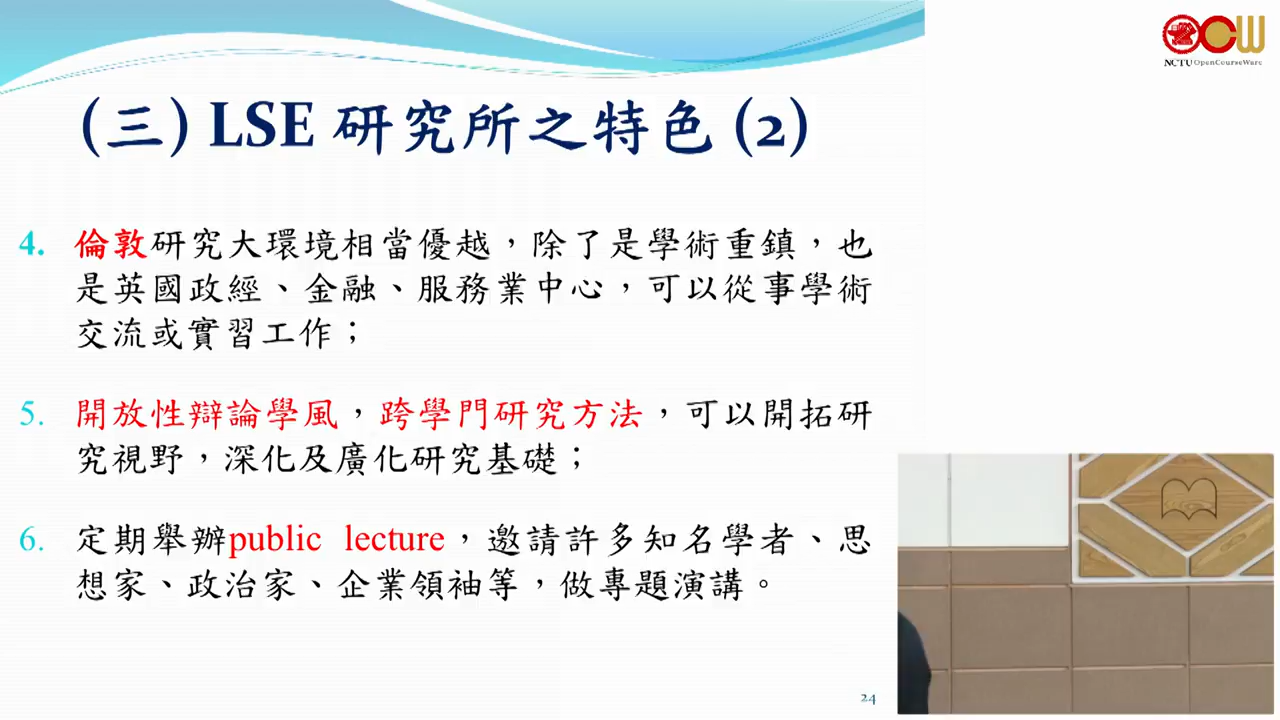 (三) LSE 研究所之特色 (2)
4. 倫敦研究大環境相當優越，除了是學術重鎮，也
是英國政經、金融、服務業中心，可以從事學術
交流或實習工作；
5. 開放性辯論學風，跨學門研究方法，可以開拓研
究視野，深化及廣化研究基礎；
6. 定期舉辦public lecture，邀請許多知名學者、思
想家、政治家、企業領袖等，做專題演講。
24
OCW
NCTU OpenCourseWare